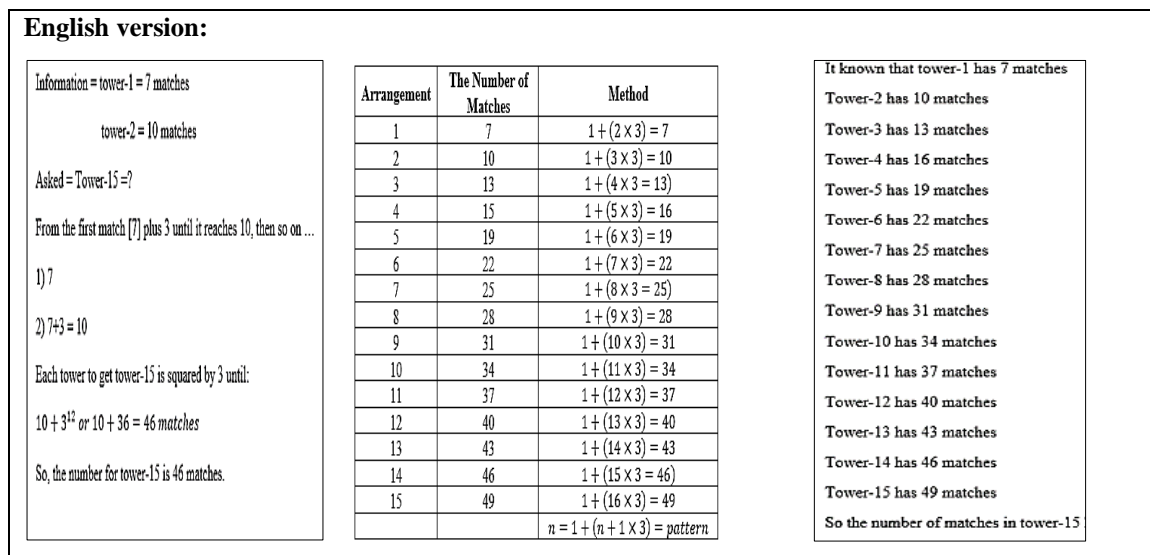 English version:
Information = tower-1 = 7 matches
tower-2 = 10 matches
Asked = Tower-15 =?
From the first match [7] plus 3 until it reaches 10, then so on ...
1) 7
2) 7+3 = 10
Each tower to get tower-15 is squared by 3 until:
10 + 3¹² or 10 + 36 = 46 matches
So, the number for tower-15 is 46 matches.
Arrangement The Number of Matches Method
1 7 1 + (2 X 3) = 7
2 10 1 + (3 X 3) = 10
3 13 1 + (4 X 3 = 13)
4 15 1 + (5 X 3) = 16
5 19 1 + (6 X 3) = 19
6 22 1 + (7 X 3) = 22
7 25 1 + (8 X 3 = 25)
8 28 1 + (9 X 3) = 28
9 31 1 + (10 X 3) = 31
10 34 1 + (11 X 3) = 34
11 37 1 + (12 X 3) = 37
12 40 1 + (13 X 3) = 40
13 43 1 + (14 X 3) = 43
14 46 1 + (15 X 3 = 46)
15 49 1 + (16 X 3) = 49
n = 1 + (n + 1 X 3) = pattern
It known that tower-1 has 7 matches
Tower-2 has 10 matches
Tower-3 has 13 matches
Tower-4 has 16 matches
Tower-5 has 19 matches
Tower-6 has 22 matches
Tower-7 has 25 matches
Tower-8 has 28 matches
Tower-9 has 31 matches
Tower-10 has 34 matches
Tower-11 has 37 matches
Tower-12 has 40 matches
Tower-13 has 43 matches
Tower-14 has 46 matches
Tower-15 has 49 matches
So the number of matches in tower-15